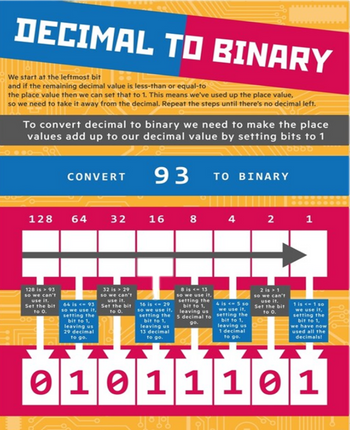 DECIMAL TO BINARY
We start at the leftmost bit
and if the remaining decimal value is less-than or equal-to
the place value then we can set that to 1. This means we've used up the place value,
so we need to take it away from the decimal. Repeat the steps until there's no decimal left.
To convert decimal to binary we need to make the place
values add up to our decimal value by setting bits to 1
CONVERT 93 TO BINARY
128 64 32 16 8 4 2 1
128 is > 93
so we can't
use it.
Set the bit
to 0.
64 is <= 93
so we use it,
setting the
bit to 1,
leaving us
29 decimal
to go.
32 is > 29
so we can't
use it.
Set the bit
to 0.
16 is <= 29
so we use it,
setting the
bit to 1,
leaving us
13 decimal
to go.
8 is <= 13
so we use it,
setting the
bit to 1,
leaving us
5 decimal to
go.
4 is <= 5 so
we use it,
setting the
bit to 1,
leaving us
1 decimal
to go.
2 is > 1
so we can't
use it.
Set the bit
to 0.
1 is <= 1 so
we use it,
setting the
bit to 1,
we have now
used all the
decimals!
0 1 0 1 1 1 0 1